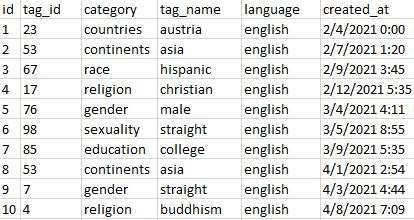 id tag_id category tag_name language created_at
1 23 countries austria english 2/4/2021 0:00
2 53 continents asia english 2/7/2021 1:20
3 67 race hispanic english 2/9/2021 3:45
4 17 religion christian english 2/12/2021 5:35
5 76 gender male english 3/4/2021 4:11
6 98 sexuality straight english 3/5/2021 8:55
7 85 education college english 3/9/2021 5:35
8 53 continents asia english 4/1/2021 2:54
9 7 gender straight english 4/3/2021 4:44
10 4 religion buddhism english 4/8/2021 7:09